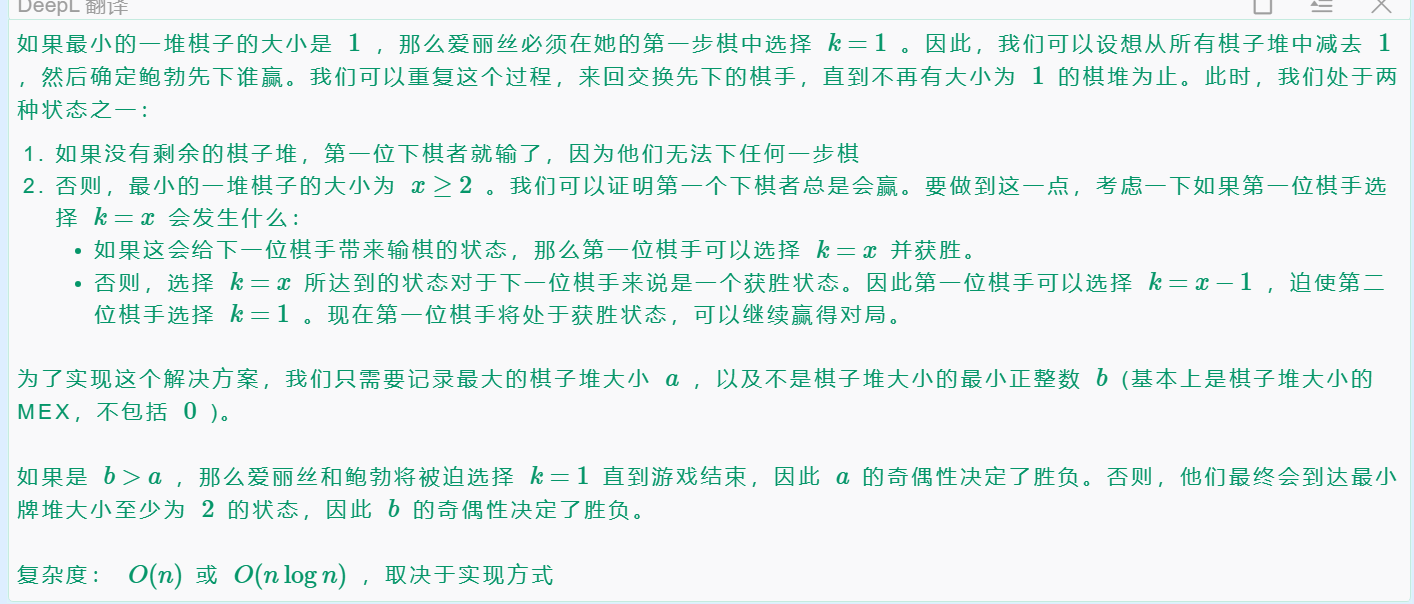 DeepL 翻译
如果最小的一堆棋子的大小是 1 ，那么爱丽丝必须在她的第一步棋中选择 k = 1 。因此，我们可以设想从所有棋子堆中减去 1
，然后确定鲍勃先下谁赢。我们可以重复这个过程，来回交换先下的棋手，直到不再有大小为 1 的棋堆为止。此时，我们处于两
种状态之一：
1. 如果没有剩余的棋子堆，第一位下棋者就输了，因为他们无法下任何一步棋
2. 否则，最小的一堆棋子的大小为 x ≥ 2 。我们可以证明第一个下棋者总是会赢。要做到这一点，考虑一下如果第一位棋手选
择 k = x 会发生什么：
• 如果这会给下一位棋手带来输棋的状态，那么第一位棋手可以选择 k = x 并获胜。
• 否则，选择 k = x 所达到的状态对于下一位棋手来说是一个获胜状态。因此第一位棋手可以选择 k = x − 1 ，迫使第二
位棋手选择 k = 1 。现在第一位棋手将处于获胜状态，可以继续赢得对局。
为了实现这个解决方案，我们只需要记录最大的棋子堆大小 a ，以及不是棋子堆大小的最小正整数 b (基本上是棋子堆大小的
MEX，不包括 0 )。
如果是 b > a ，那么爱丽丝和鲍勃将被迫选择 k = 1 直到游戏结束，因此 a 的奇偶性决定了胜负。否则，他们最终会到达最小
牌堆大小至少为 2 的状态，因此 b 的奇偶性决定了胜负。
复杂度： O(n) 或 O(n log n) ，取决于实现方式